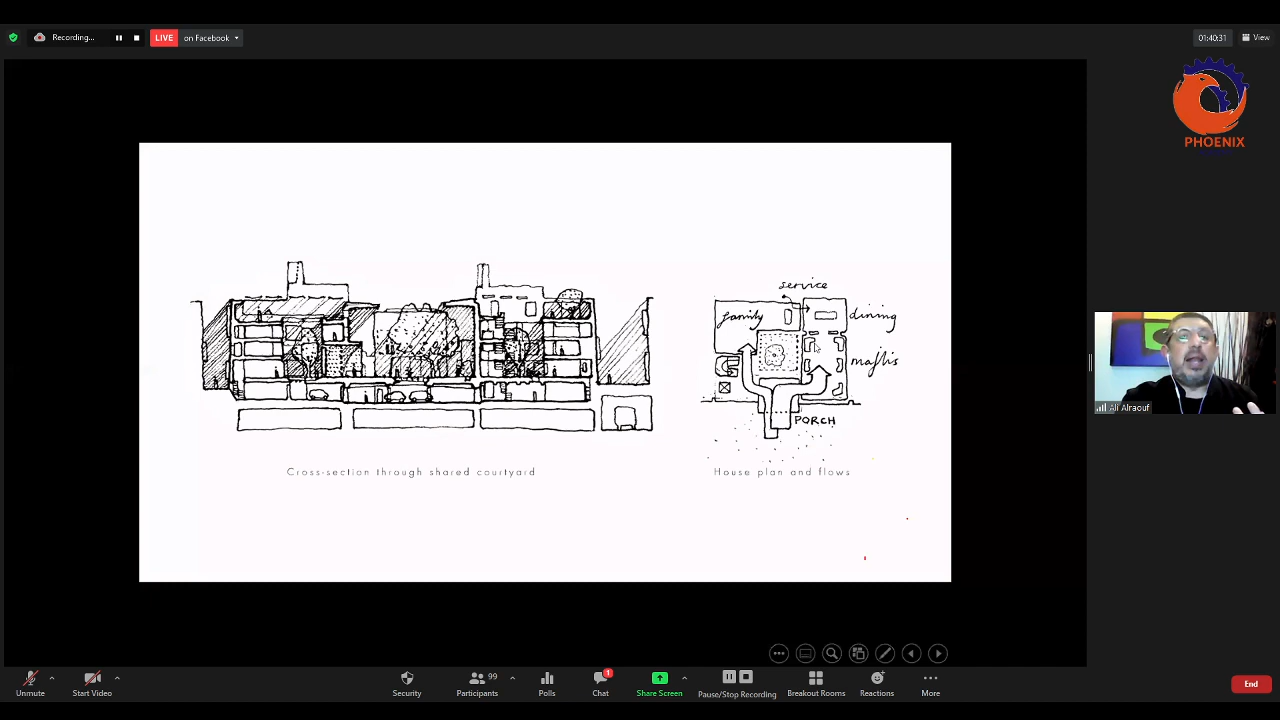 Recording...
LIVE
on Facebook
01:40:31
View
PHOENIX
service
family
dining
majlis
PORCH
Cross-section through shared courtyard
House plan and flows
Ali Alraouf
Unmute
Start Video
Security
Participants
99
Polls
Chat
1
Share Screen
Pause/Stop Recording
Breakout Rooms
Reactions
More
End